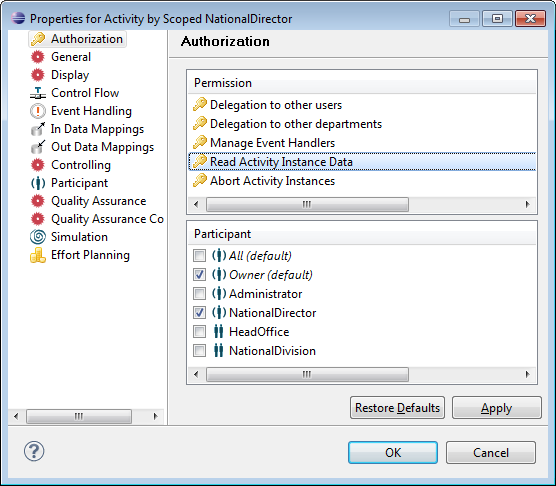 Properties for Activity by Scoped NationalDirector
Authorization
General
Display
Control Flow
Event Handling
In Data Mappings
Out Data Mappings
Controlling
Participant
Quality Assurance
Quality Assurance Co
Simulation
Effort Planning
Authorization
Permission
Delegation to other users
Delegation to other departments
Manage Event Handlers
Read Activity Instance Data
Abort Activity Instances
Participant
All (default)
Owner (default)
Administrator
NationalDirector
HeadOffice
NationalDivision
Restore Defaults
Apply
?
OK
Cancel